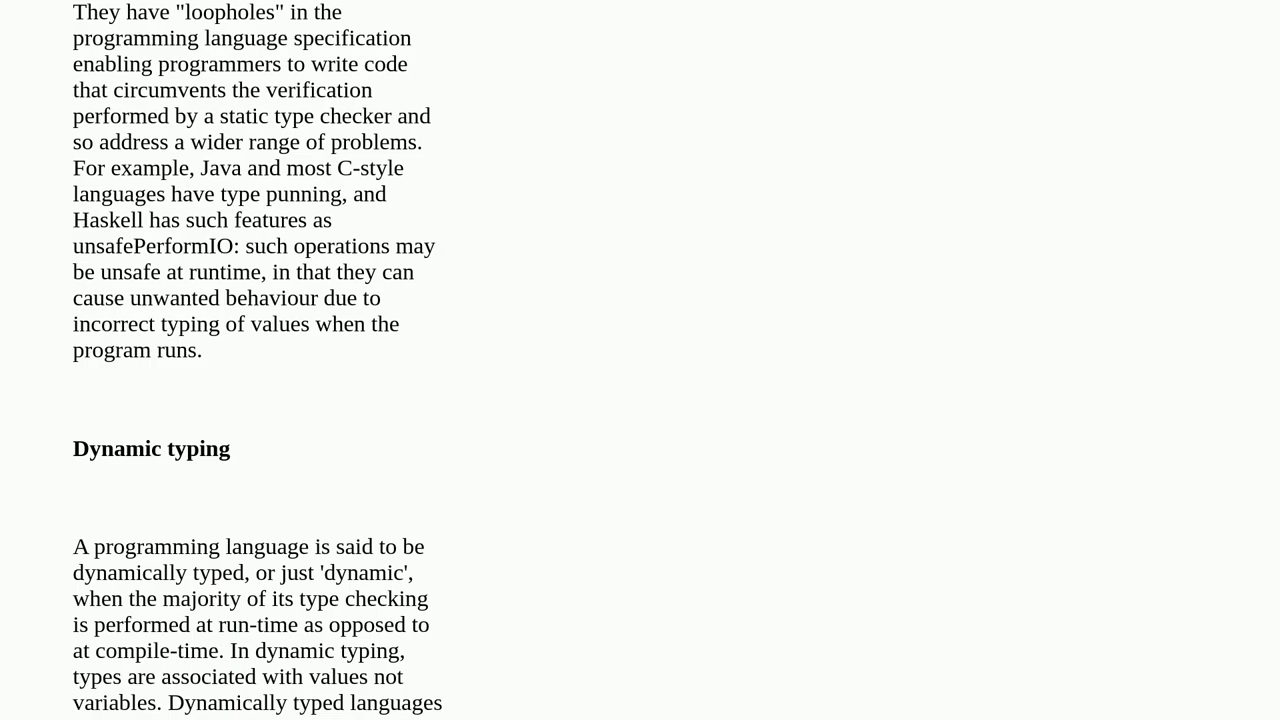 They have "loopholes" in the
programming language specification
enabling programmers to write code
that circumvents the verification
performed by a static type checker and
so address a wider range of problems.
For example, Java and most C-style
languages have type punning, and
Haskell has such features as
unsafePerformIO: such operations may
be unsafe at runtime, in that they can
cause unwanted behaviour due to
incorrect typing of values when the
program runs.
Dynamic typing
A programming language is said to be
dynamically typed, or just 'dynamic',
when the majority of its type checking
is performed at run-time as opposed to
at compile-time. In dynamic typing,
types are associated with values not
variables. Dynamically typed languages